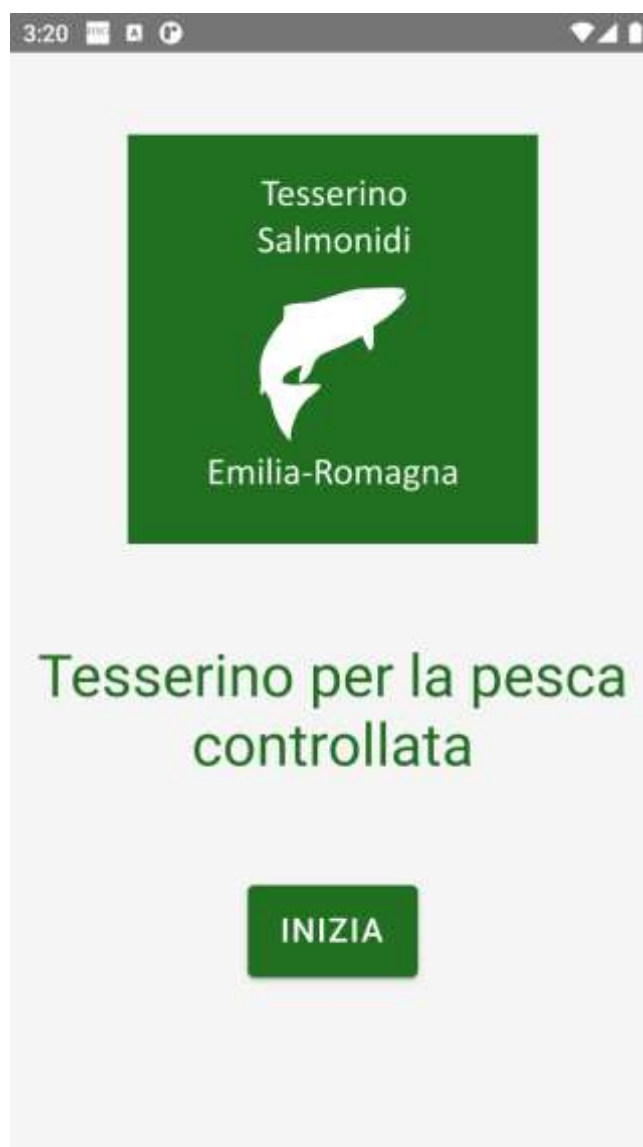 3:20
Tesserino
Salmonidi
Emilia-Romagna
Tesserino per la pesca
controllata
INIZIA